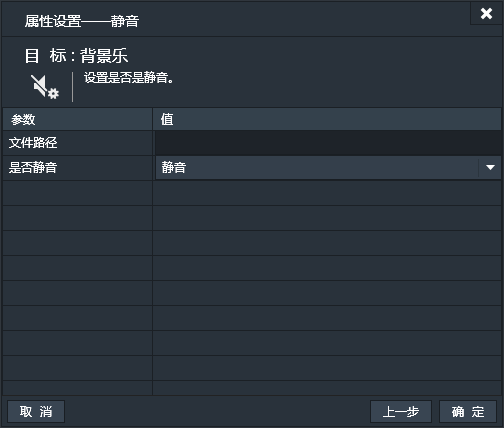 属性设置——静音
目 标 : 背景乐
设置是否是静音。
参数 值
文件路径
是否静音 静音
取 消 上一步 确 定